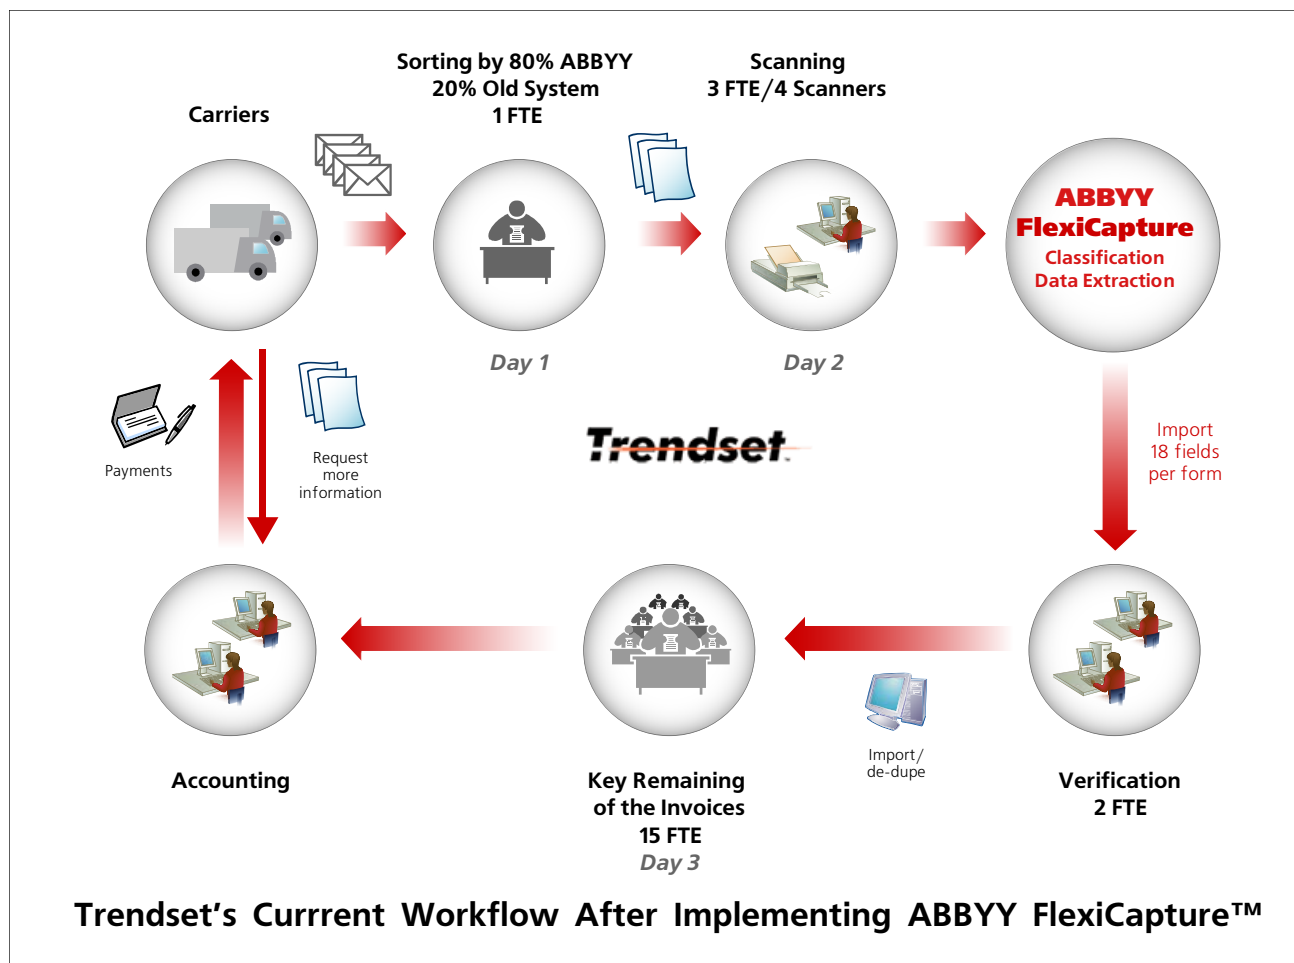 Sorting by 80% ABBYY
20% Old System
1 FTE
Scanning
3 FTE/4 Scanners
Carriers
ABBYY
FlexiCapture
Classification
Data Extraction
Day 1
Day 2
Payments
Request
more
information
Trendset
Import
18 fields
per form
Import/
de-dupe
Accounting
Key Remaining
of the Invoices
15 FTE
Day 3
Verification
2 FTE
Trendset's Currrent Workflow After Implementing ABBYY FlexiCapture™